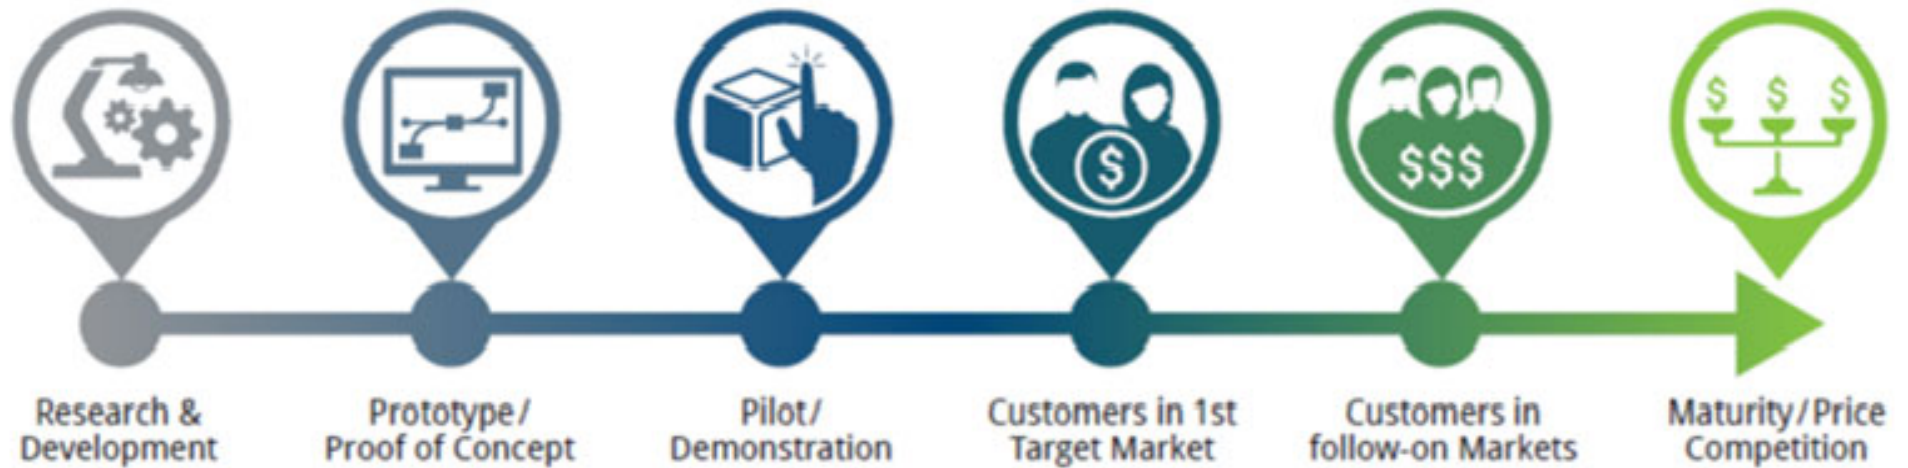 $
$$$
$ $ $
Research &
Development
Prototype/
Proof of Concept
Pilot/
Demonstration
Customers in 1st
Target Market
Customers in
follow-on Markets
Maturity/Price
Competition